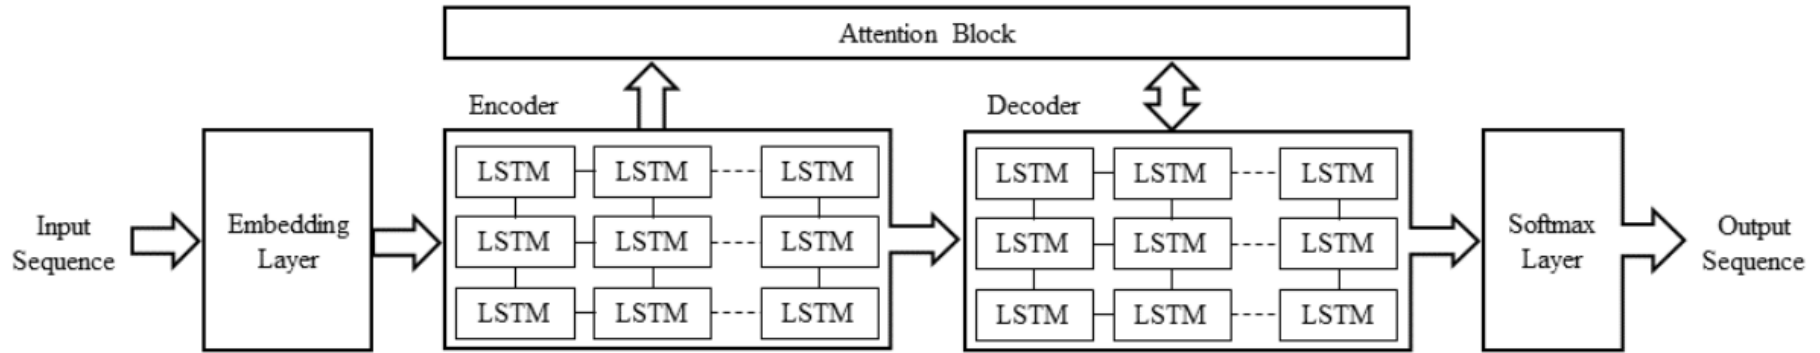 Attention Block
Encoder
Decoder
Input
Sequence
Embedding
Layer
LSTM LSTM LSTM
LSTM LSTM LSTM
LSTM LSTM LSTM
LSTM LSTM LSTM
LSTM LSTM LSTM
LSTM LSTM LSTM
Softmax
Layer
Output
Sequence